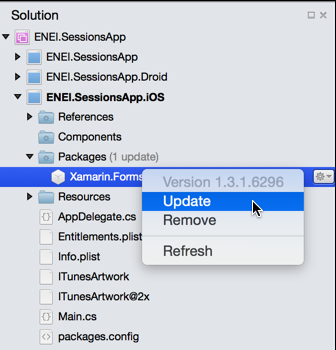 Solution
ENEI.SessionsApp
ENEI.SessionsApp
ENEI.SessionsApp.Droid
ENEI.SessionsApp.iOS
References
Components
Packages (1 update)
Xamarin.Forms
Version 1.3.1.6296
Update
Remove
Refresh
Resources
AppDelegate.cs
Entitlements.plist
Info.plist
ITunesArtwork
ITunesArtwork@2x
Main.cs
packages.config